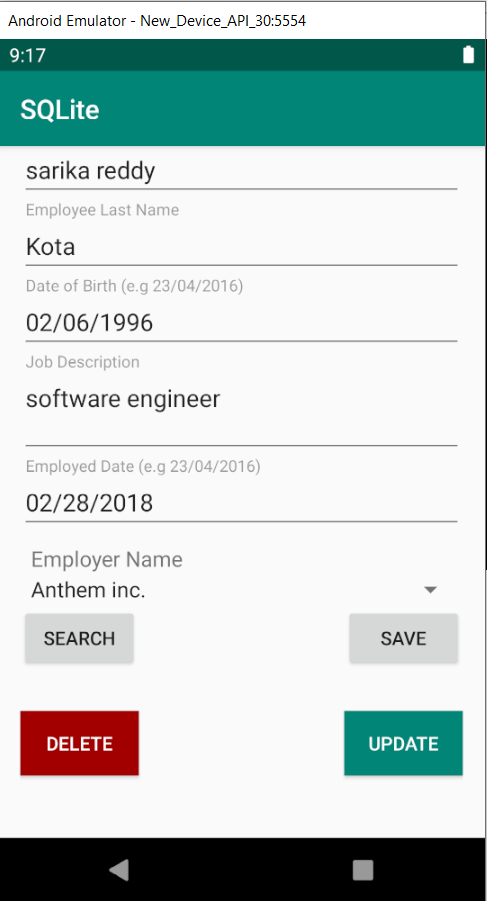 Android Emulator - New_Device_API_30:5554
9:17
SQLite
sarika reddy
Employee Last Name
Kota
Date of Birth (e.g 23/04/2016)
02/06/1996
Job Description
software engineer
Employed Date (e.g 23/04/2016)
02/28/2018
Employer Name
Anthem inc.
SEARCH SAVE
DELETE UPDATE